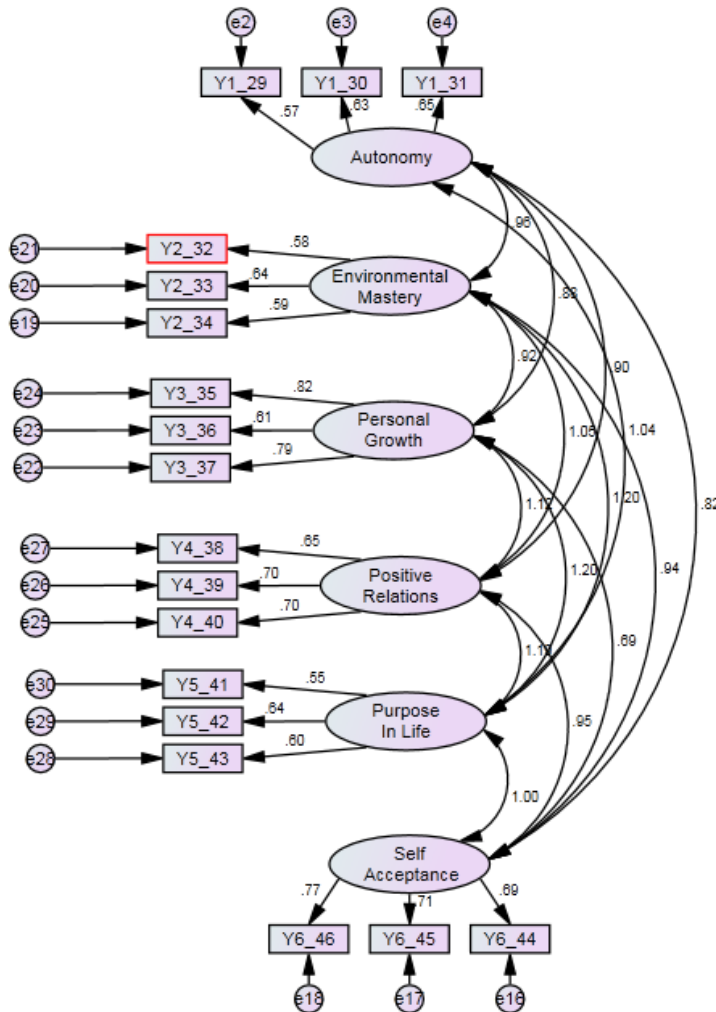 e2 e3 e4
Y1_29 Y1_30 Y1_31
.57 .63 .65
Autonomy
e21 Y2_32 .58
e20 Y2_33 .64
e19 Y2_34 .59
Environmental
Mastery
.96
.88
.92
.90
e24 Y3_35 .82
e23 Y3_36 .61
e22 Y3_37 .79
Personal
Growth
1.05 1.04
1.12 1.20 .82
e27 Y4_38 .65
e26 Y4_39 .70
e25 Y4_40 .70
Positive
Relations
1.20 .94
.69
e30 Y5_41 .55
e29 Y5_42 .64
e28 Y5_43 .60
Purpose
In Life
.95
1.00
Self
Acceptance
.77 .71 .69
Y6_46 Y6_45 Y6_44
e18 e17 e16